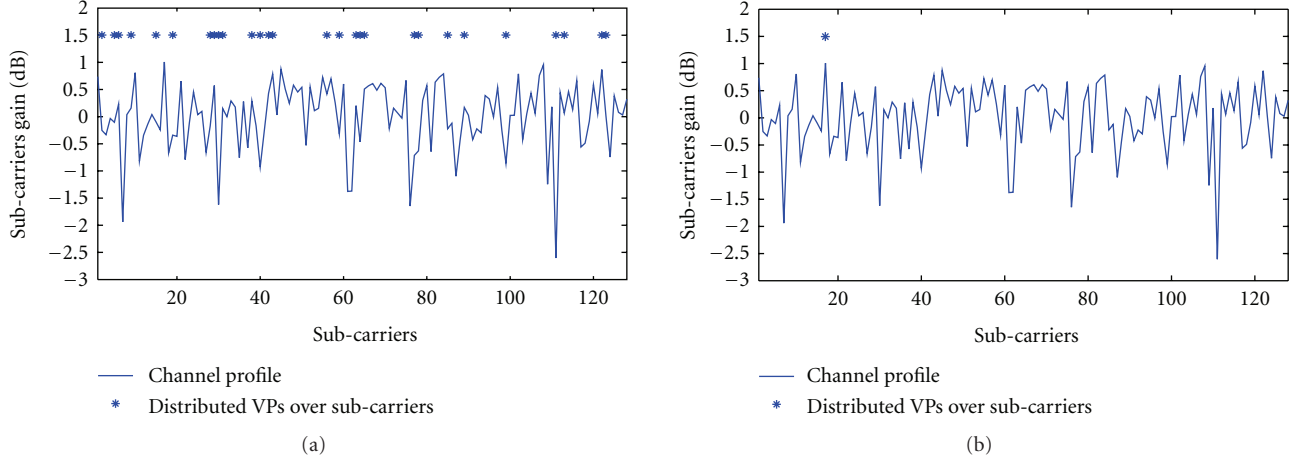 2
1.5
1
0.5
0
−0.5
−1
−1.5
−2
−2.5
−3
Sub-carriers gain (dB)
20 40 60 80 100 120
Sub-carriers
Channel profile
Distributed VPs over sub-carriers
(a)
2
1.5
1
0.5
0
−0.5
−1
−1.5
−2
−2.5
−3
Sub-carriers gain (dB)
20 40 60 80 100 120
Sub-carriers
Channel profile
Distributed VPs over sub-carriers
(b)